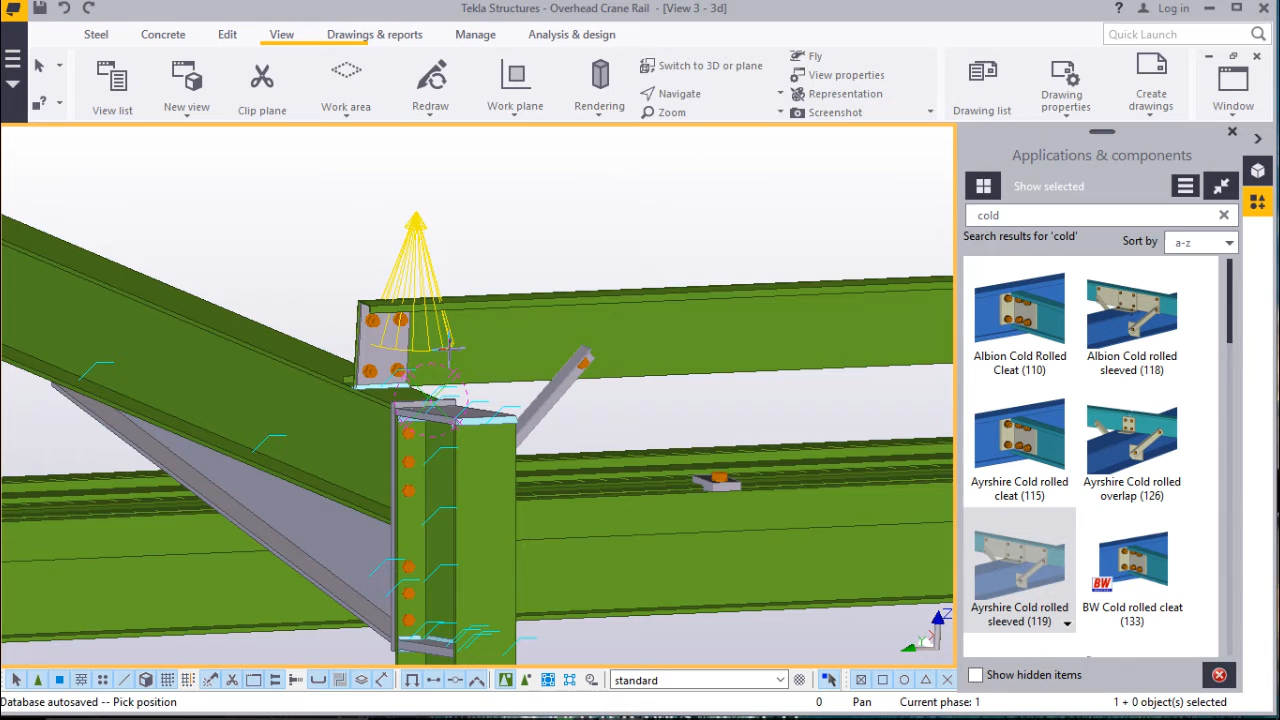 Tekla Structures - Overhead Crane Rail - [View 3 - 3d]
? Log in
Steel Concrete Edit View Drawings & reports Manage Analysis & design
Quick Launch
View list
New view
Clip plane
Work area
Redraw
Work plane
Rendering
Switch to 3D or plane
Navigate
Zoom
Fly
View properties
Representation
Screenshot
Drawing list
Drawing
properties
Create
drawings
Window
Applications & components
Show selected
cold
Search results for 'cold'
Sort by a-z
Albion Cold Rolled
Cleat (110)
Albion Cold rolled
sleeved (118)
Ayrshire Cold rolled
cleat (115)
Ayrshire Cold rolled
overlap (126)
Ayrshire Cold rolled
sleeved (119)
BW
BW Cold rolled cleat
(133)
Z
Y
X
Show hidden items
standard
Database autosaved -- Pick position
0 Pan Current phase: 1 1 + 0 object(s) selected